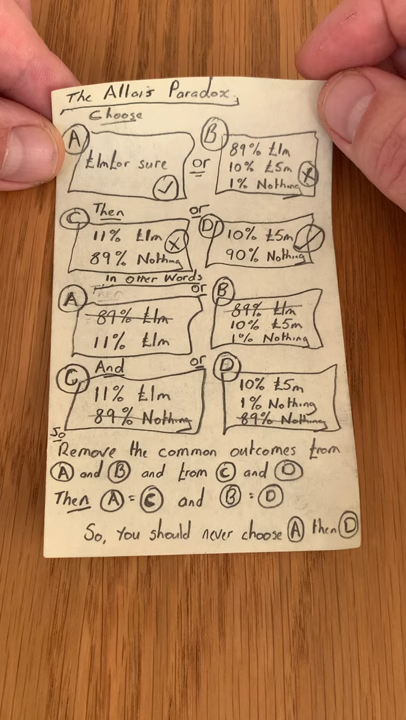 The Allais Paradox
Choose
A
£1m for sure
or
B
89% £1m
10% £5m
1% Nothing
Then
or
C
11% £1m
89% Nothing
D
10% £5m
90% Nothing
In other Words
or
A
89% £1m
11% £1m
B
89% £1m
10% £5m
1% Nothing
And
or
C
11% £1m
89% Nothing
D
10% £5m
1% Nothing
89% Nothing
So
Remove the common outcomes from
A and B and from C and D
Then A = C and B = D
So, you should never choose A then D